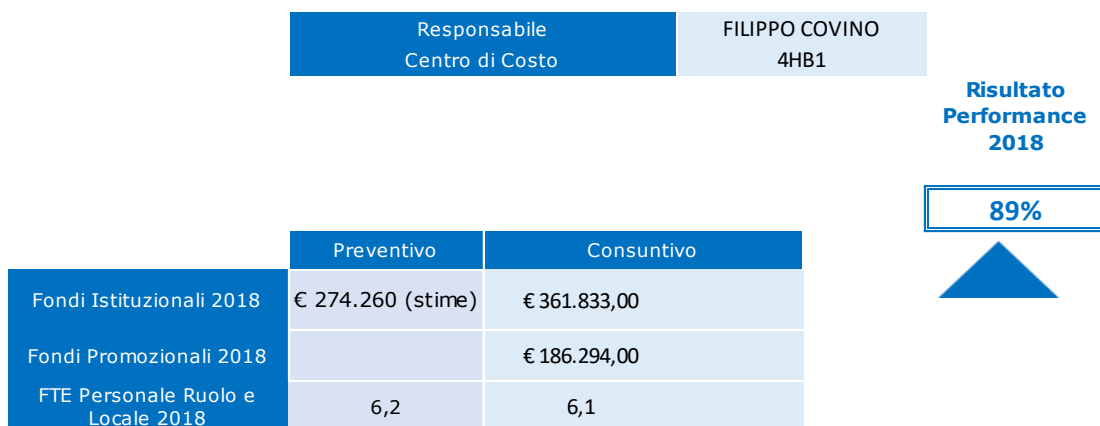 Responsabile FILIPPO COVINO
Centro di Costo 4HB1
Risultato
Performance
2018
89%
Preventivo Consuntivo
Fondi Istituzionali 2018 € 274.260 (stime) € 361.833,00
Fondi Promozionali 2018 € 186.294,00
FTE Personale Ruolo e
Locale 2018 6,2 6,1